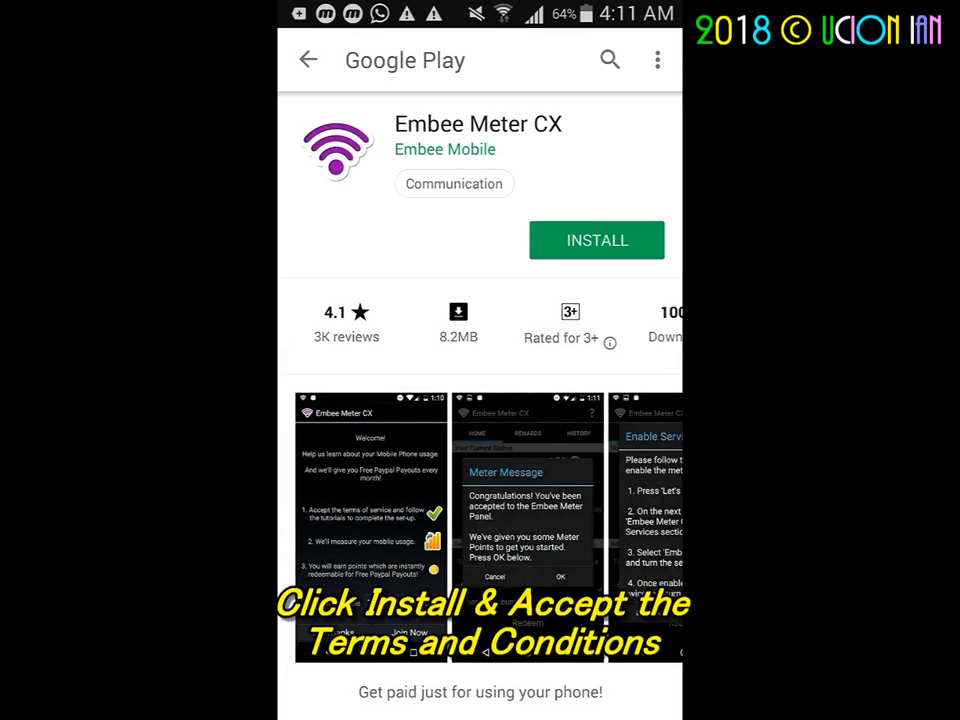 64% 4:11 AM
2018 © UCION IAN
Google Play
Embee Meter CX
Embee Mobile
Communication
INSTALL
4.1 ★
3K reviews
8.2MB
3+
Rated for 3+
100
Down
1:10
Embee Meter CX
Welcome!
Help us learn about your Mobile Phone usage.
And we'll give you Free Paypal Payouts every
month!
1. Accept the terms of service and follow
the tutorials to complete the set-up.
2. We'll measure your mobile usage.
3. You will earn points which are instantly
redeemable for Free Paypal Payouts!
Join Now
1:11
Embee Meter CX ?
HOME REWARDS HISTORY
Meter Message
Congratulations! You've been
accepted to the Embee Meter
Panel.
We've given you some Meter
Points to get you started.
Press OK below.
Cancel OK
Redeem
Embee Meter CX
Enable Servi
Please follow t
enable the met
1. Press 'Let's
2. On the next
'Embee Meter C
Services secti
3. Select 'Emb
and turn the se
4. Once enable
Click Install & Accept the
Terms and Conditions
Get paid just for using your phone!